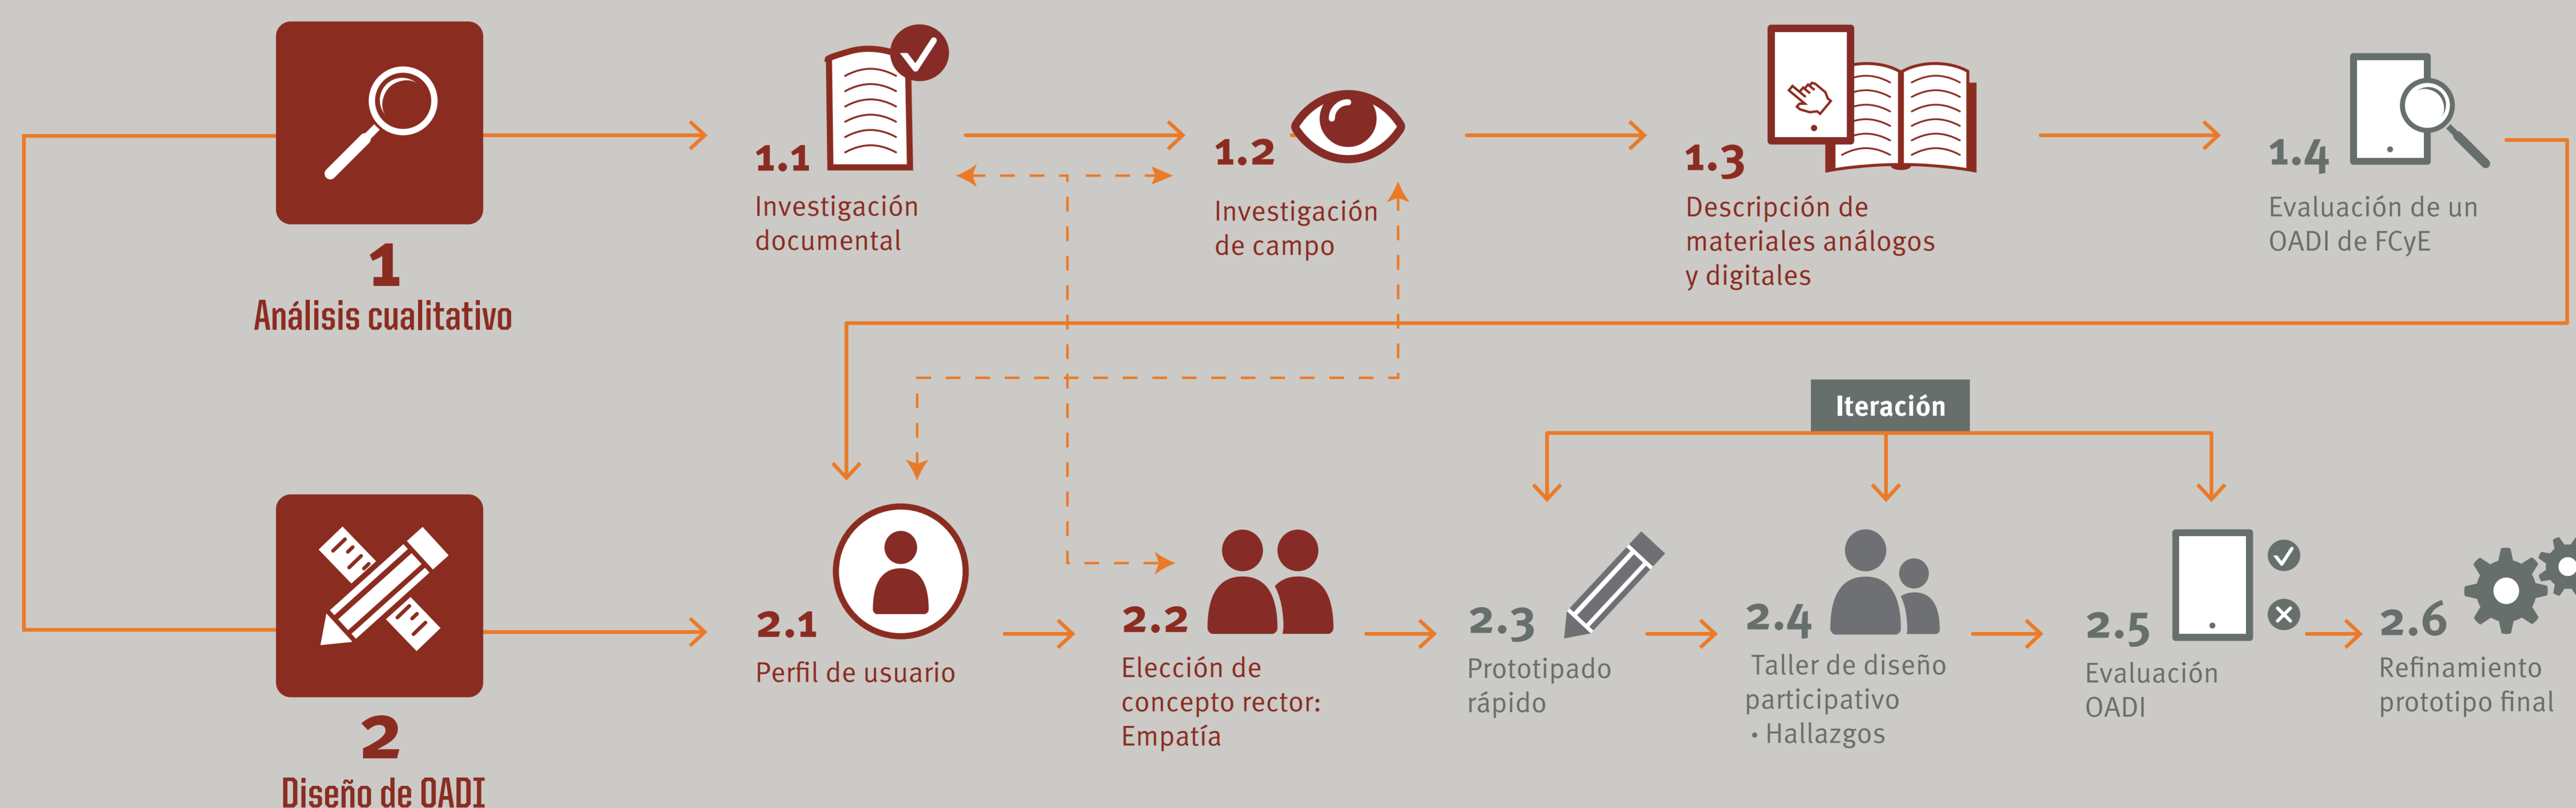 1
Análisis cualitativo
1.1
Investigación
documental
1.2
Investigación
de campo
1.3
Descripción de
materiales análogos
y digitales
1.4
Evaluación de un
OADI de FCyE
Iteración
2
Diseño de OADI
2.1
Perfil de usuario
2.2
Elección de
concepto rector:
Empatía
2.3
Prototipado
rápido
2.4
Taller de diseño
participativo
· Hallazgos
2.5
Evaluación
OADI
2.6
Refinamiento
prototipo final